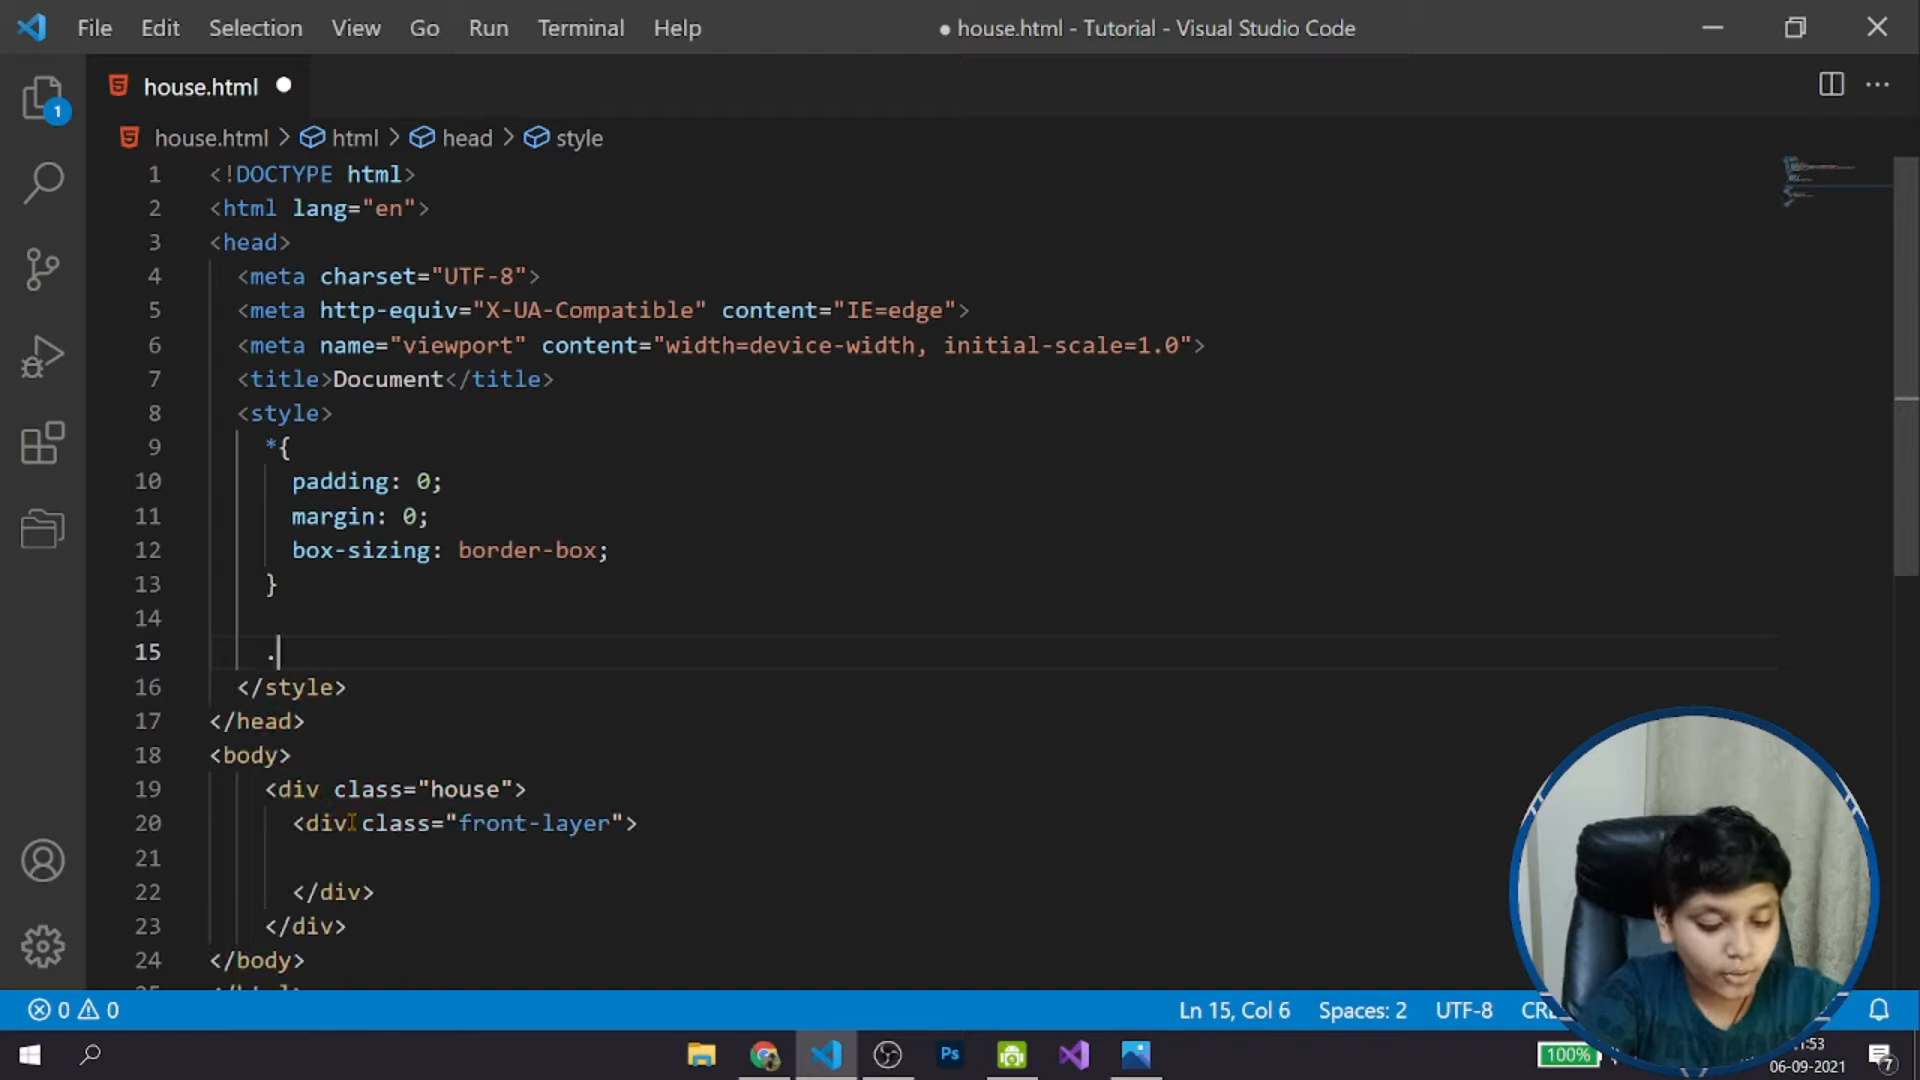 File Edit Selection View Go Run Terminal Help
● house.html - Tutorial - Visual Studio Code
house.html
1
house.html > html > head > style
1 <!DOCTYPE html>
2 <html lang="en">
3 <head>
4 <meta charset="UTF-8">
5 <meta http-equiv="X-UA-Compatible" content="IE=edge">
6 <meta name="viewport" content="width=device-width, initial-scale=1.0">
7 <title>Document</title>
8 <style>
9 *{
10 padding: 0;
11 margin: 0;
12 box-sizing: border-box;
13 }
14
15 .
16 </style>
17 </head>
18 <body>
19 <div class="house">
20 <div class="front-layer">
21
22 </div>
23 </div>
24 </body>
0 0 Ln 15, Col 6 Spaces: 2 UTF-8
Ps
100%
06-09-2021
7